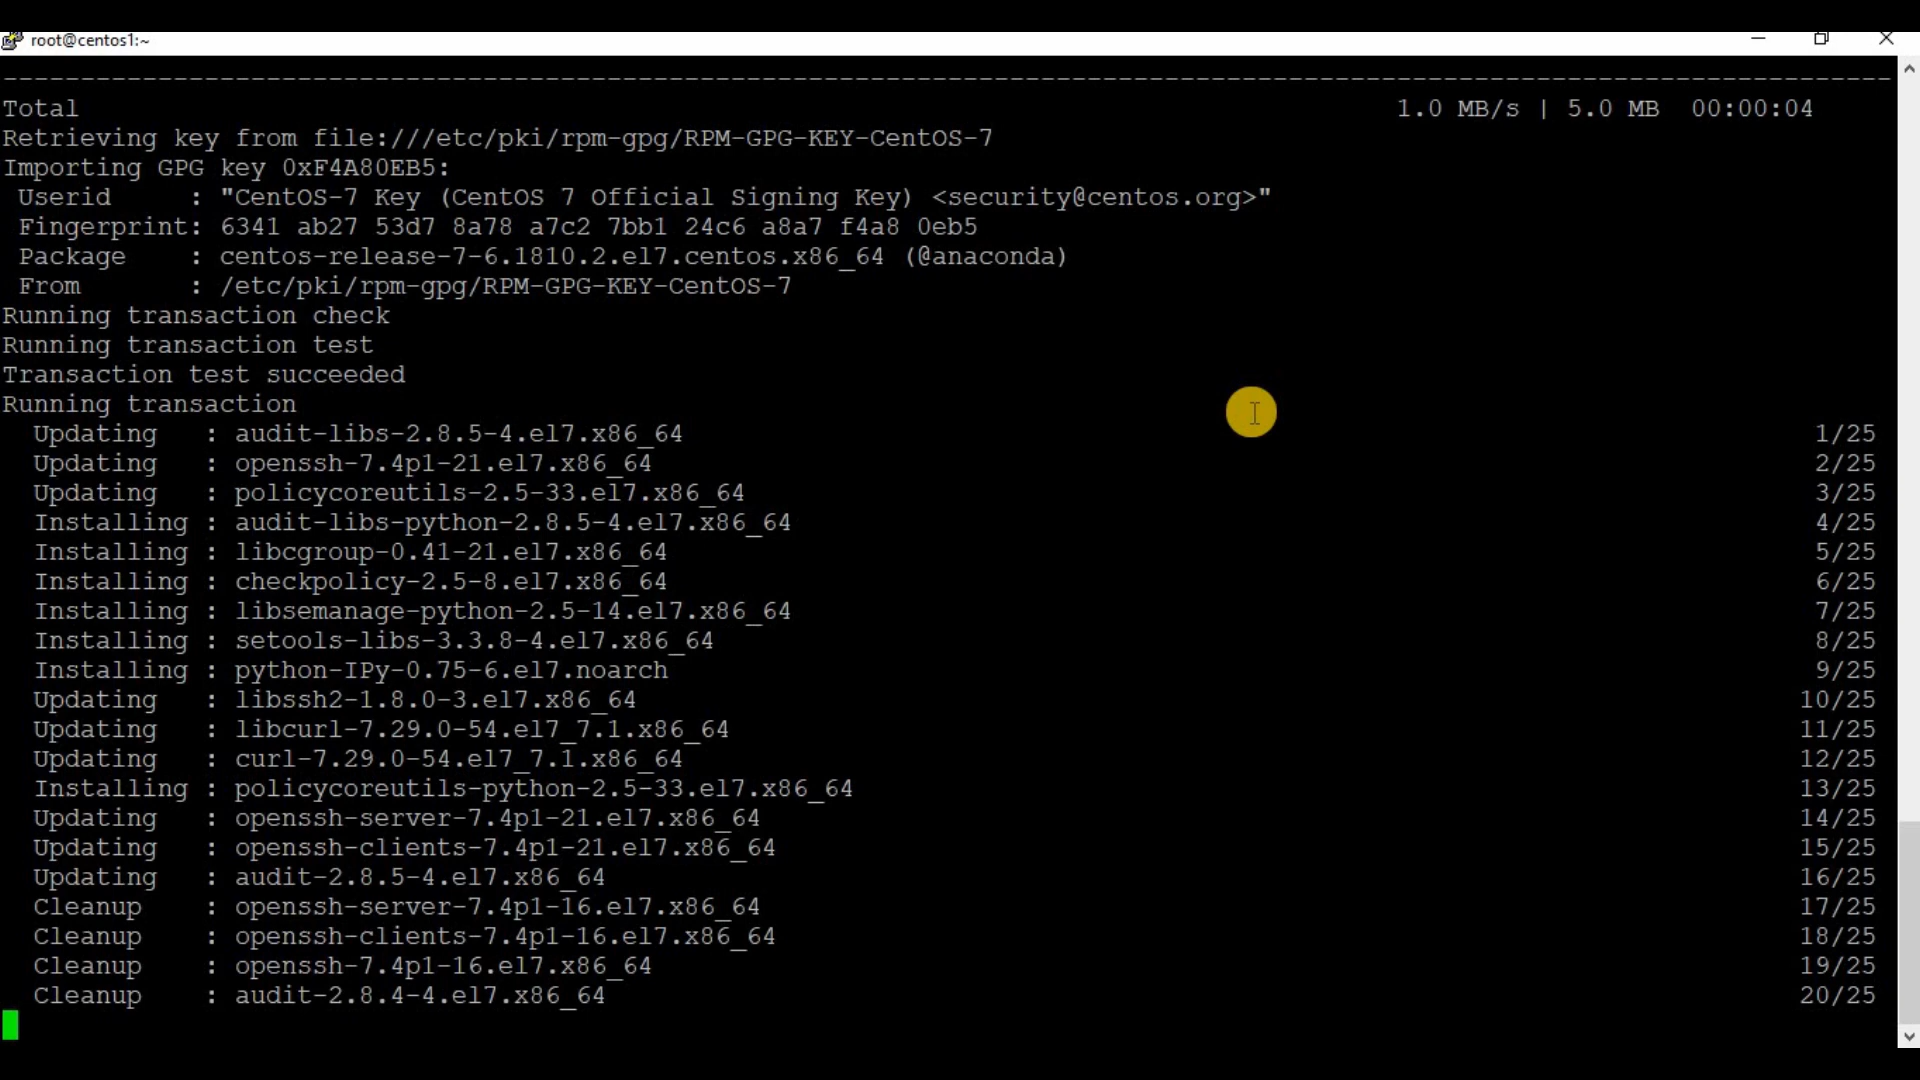 root@centos1:~
--------------------------------------------------------------------------------------------------------------------------
Total 1.0 MB/s | 5.0 MB 00:00:04
Retrieving key from file:///etc/pki/rpm-gpg/RPM-GPG-KEY-CentOS-7
Importing GPG key 0xF4A80EB5:
Userid : "CentOS-7 Key (CentOS 7 Official Signing Key) <security@centos.org>"
Fingerprint: 6341 ab27 53d7 8a78 a7c2 7bb1 24c6 a8a7 f4a8 0eb5
Package : centos-release-7-6.1810.2.el7.centos.x86_64 (@anaconda)
From : /etc/pki/rpm-gpg/RPM-GPG-KEY-CentOS-7
Running transaction check
Running transaction test
Transaction test succeeded
Running transaction
Updating : audit-libs-2.8.5-4.el7.x86_64 1/25
Updating : openssh-7.4p1-21.el7.x86_64 2/25
Updating : policycoreutils-2.5-33.el7.x86_64 3/25
Installing : audit-libs-python-2.8.5-4.el7.x86_64 4/25
Installing : libcgroup-0.41-21.el7.x86_64 5/25
Installing : checkpolicy-2.5-8.el7.x86_64 6/25
Installing : libsemanage-python-2.5-14.el7.x86_64 7/25
Installing : setools-libs-3.3.8-4.el7.x86_64 8/25
Installing : python-IPy-0.75-6.el7.noarch 9/25
Updating : libssh2-1.8.0-3.el7.x86_64 10/25
Updating : libcurl-7.29.0-54.el7_7.1.x86_64 11/25
Updating : curl-7.29.0-54.el7_7.1.x86_64 12/25
Installing : policycoreutils-python-2.5-33.el7.x86_64 13/25
Updating : openssh-server-7.4p1-21.el7.x86_64 14/25
Updating : openssh-clients-7.4p1-21.el7.x86_64 15/25
Updating : audit-2.8.5-4.el7.x86_64 16/25
Cleanup : openssh-server-7.4p1-16.el7.x86_64 17/25
Cleanup : openssh-clients-7.4p1-16.el7.x86_64 18/25
Cleanup : openssh-7.4p1-16.el7.x86_64 19/25
Cleanup : audit-2.8.4-4.el7.x86_64 20/25